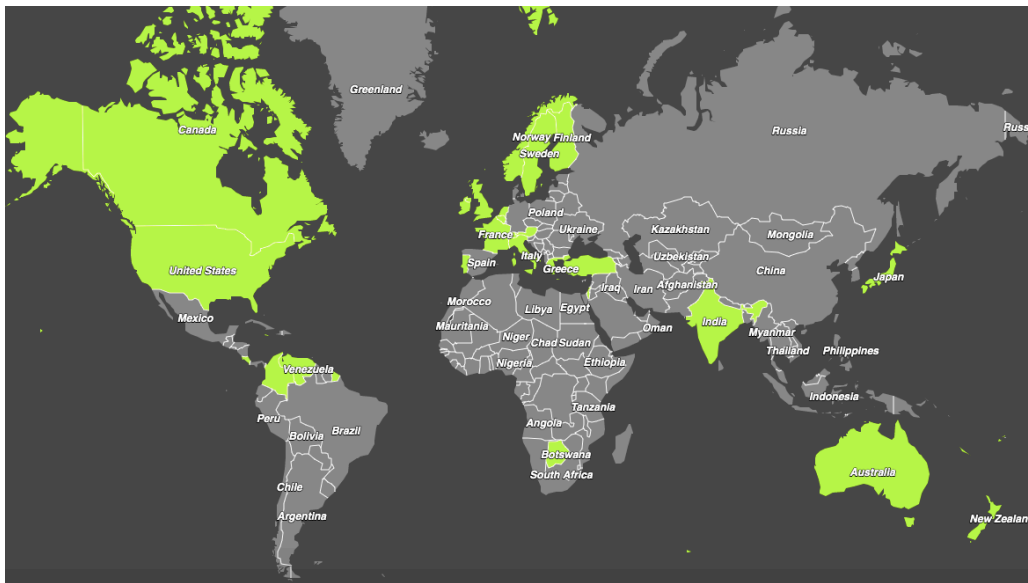 Greenland
Canada
Russia
Russ
Norway
Finland
Sweden
Poland
France
Ukraine
Kazakhstan
Mongolia
Italy
Spain
Uzbekistan
United States
Greece
China
Japan
Iraq
Iran
Afghanistan
Morocco
Libya
Egypt
Mexico
India
Mauritania
Oman
Myanmar
Niger
Chad
Sudan
Thailand
Philippines
Nigeria
Ethiopia
Venezuela
Indonesia
Tanzania
Peru
Angola
Brazil
Bolivia
Botswana
South Africa
Australia
Chile
Argentina
New Zealan